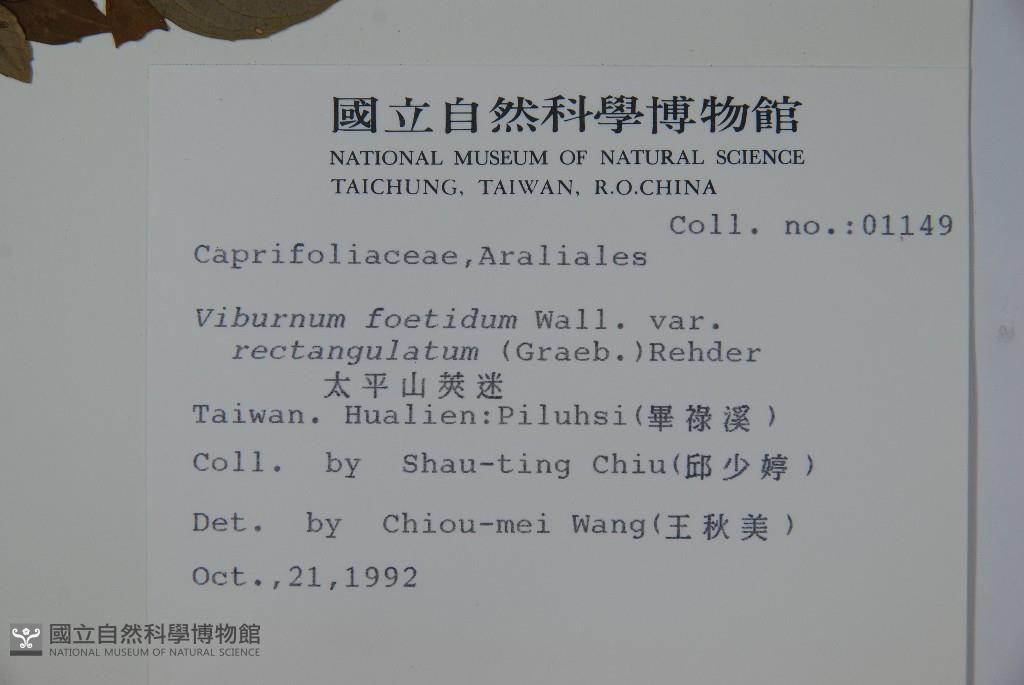 國立自然科學博物館
NATIONAL MUSEUM OF NATURAL SCIENCE
TAICHUNG, TAIWAN, R.O.CHINA
Coll. no.:01149
Caprifoliaceae,Araliales
Viburnum foetidum Wall. var.
rectangulatum (Graeb.)Rehder
太平山莢迷
Taiwan. Hualien:Piluhsi(畢祿溪)
Coll. by Shau-ting Chiu(邱少婷)
Det. by Chiou-mei Wang(王秋美)
Oct.,21,1992
國立自然科學博物館
NATIONAL MUSEUM OF NATURAL SCIENCE